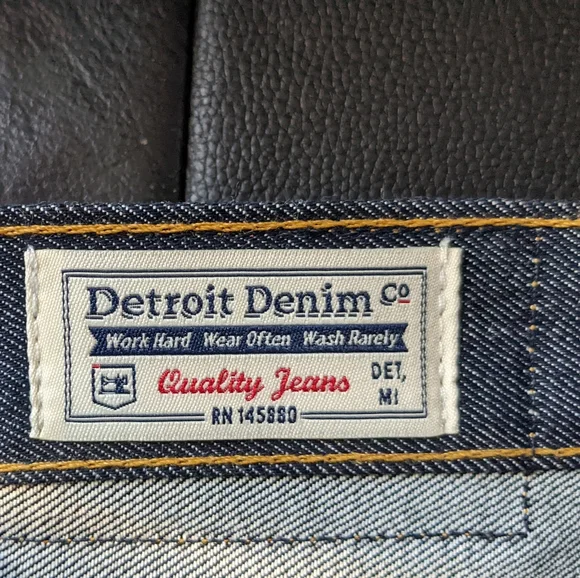 Detroit Denim Co
Work Hard Wear Often Wash Rarely
Quality Jeans
DET,
MI
RN 145880